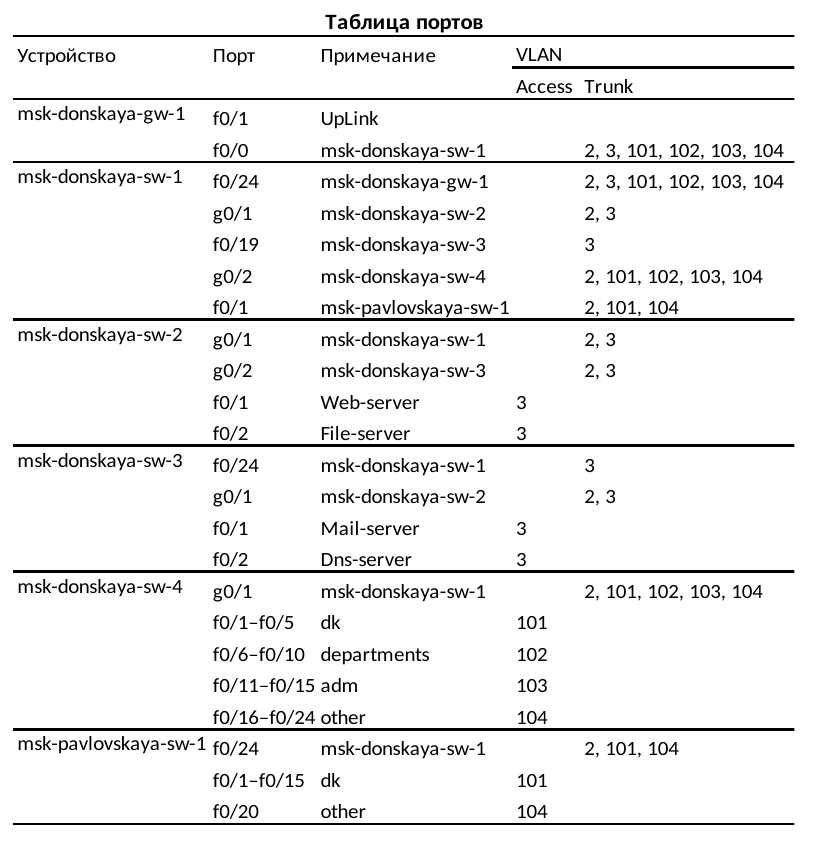 Таблица портов
Устройство Порт Примечание VLAN
Access Trunk
msk-donskaya-gw-1 f0/1 UpLink
f0/0 msk-donskaya-sw-1 2, 3, 101, 102, 103, 104
msk-donskaya-sw-1 f0/24 msk-donskaya-gw-1 2, 3, 101, 102, 103, 104
g0/1 msk-donskaya-sw-2 2, 3
f0/19 msk-donskaya-sw-3 3
g0/2 msk-donskaya-sw-4 2, 101, 102, 103, 104
f0/1 msk-pavlovskaya-sw-1 2, 101, 104
msk-donskaya-sw-2 g0/1 msk-donskaya-sw-1 2, 3
g0/2 msk-donskaya-sw-3 2, 3
f0/1 Web-server 3
f0/2 File-server 3
msk-donskaya-sw-3 f0/24 msk-donskaya-sw-1 3
g0/1 msk-donskaya-sw-2 2, 3
f0/1 Mail-server 3
f0/2 Dns-server 3
msk-donskaya-sw-4 g0/1 msk-donskaya-sw-1 2, 101, 102, 103, 104
f0/1–f0/5 dk 101
f0/6–f0/10 departments 102
f0/11–f0/15 adm 103
f0/16–f0/24 other 104
msk-pavlovskaya-sw-1 f0/24 msk-donskaya-sw-1 2, 101, 104
f0/1–f0/15 dk 101
f0/20 other 104